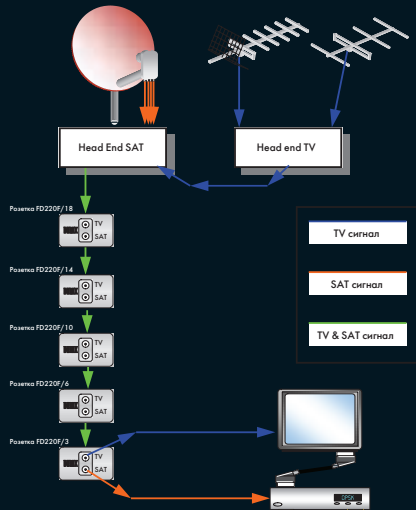 Head End SAT
Head end TV
Розетка FD220F/18
TV
SAT
TV сигнал
Розетка FD220F/14
TV
SAT
SAT сигнал
Розетка FD220F/10
TV
SAT
TV & SAT сигнал
Розетка FD220F/6
TV
SAT
Розетка FD220F/3
TV
SAT